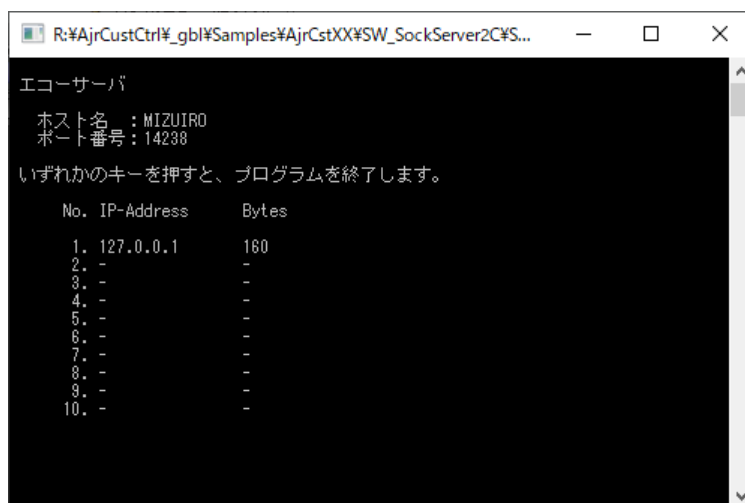 R:¥AjrCustCtrl¥_gbl¥Samples¥AjrCstXX¥SW_SockServer2C¥S...
エコーサーバ
ホスト名 :MIZUIRO
ポート番号:14238
いずれかのキーを押すと、プログラムを終了します。
No. IP-Address Bytes
1. 127.0.0.1 160
2. - -
3. - -
4. - -
5. - -
6. - -
7. - -
8. - -
9. - -
10. - -